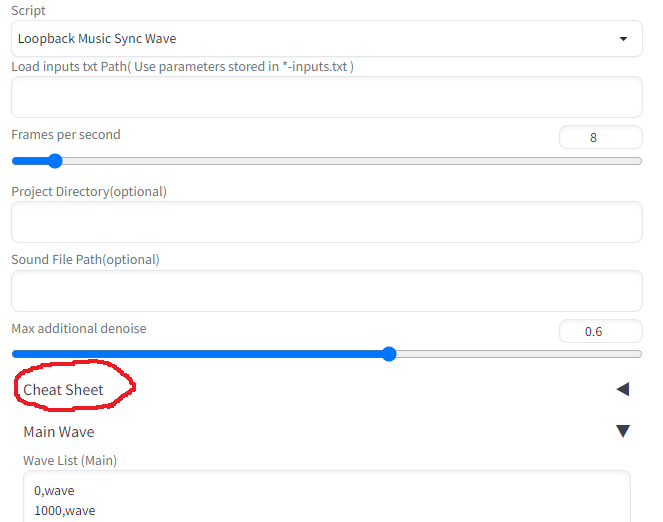 Script
Loopback Music Sync Wave
Load inputs txt Path( Use parameters stored in *-inputs.txt )
Frames per second
8
Project Directory(optional)
Sound File Path(optional)
Max additional denoise
0.6
Cheat Sheet
Main Wave
Wave List (Main)
0,wave
1000,wave